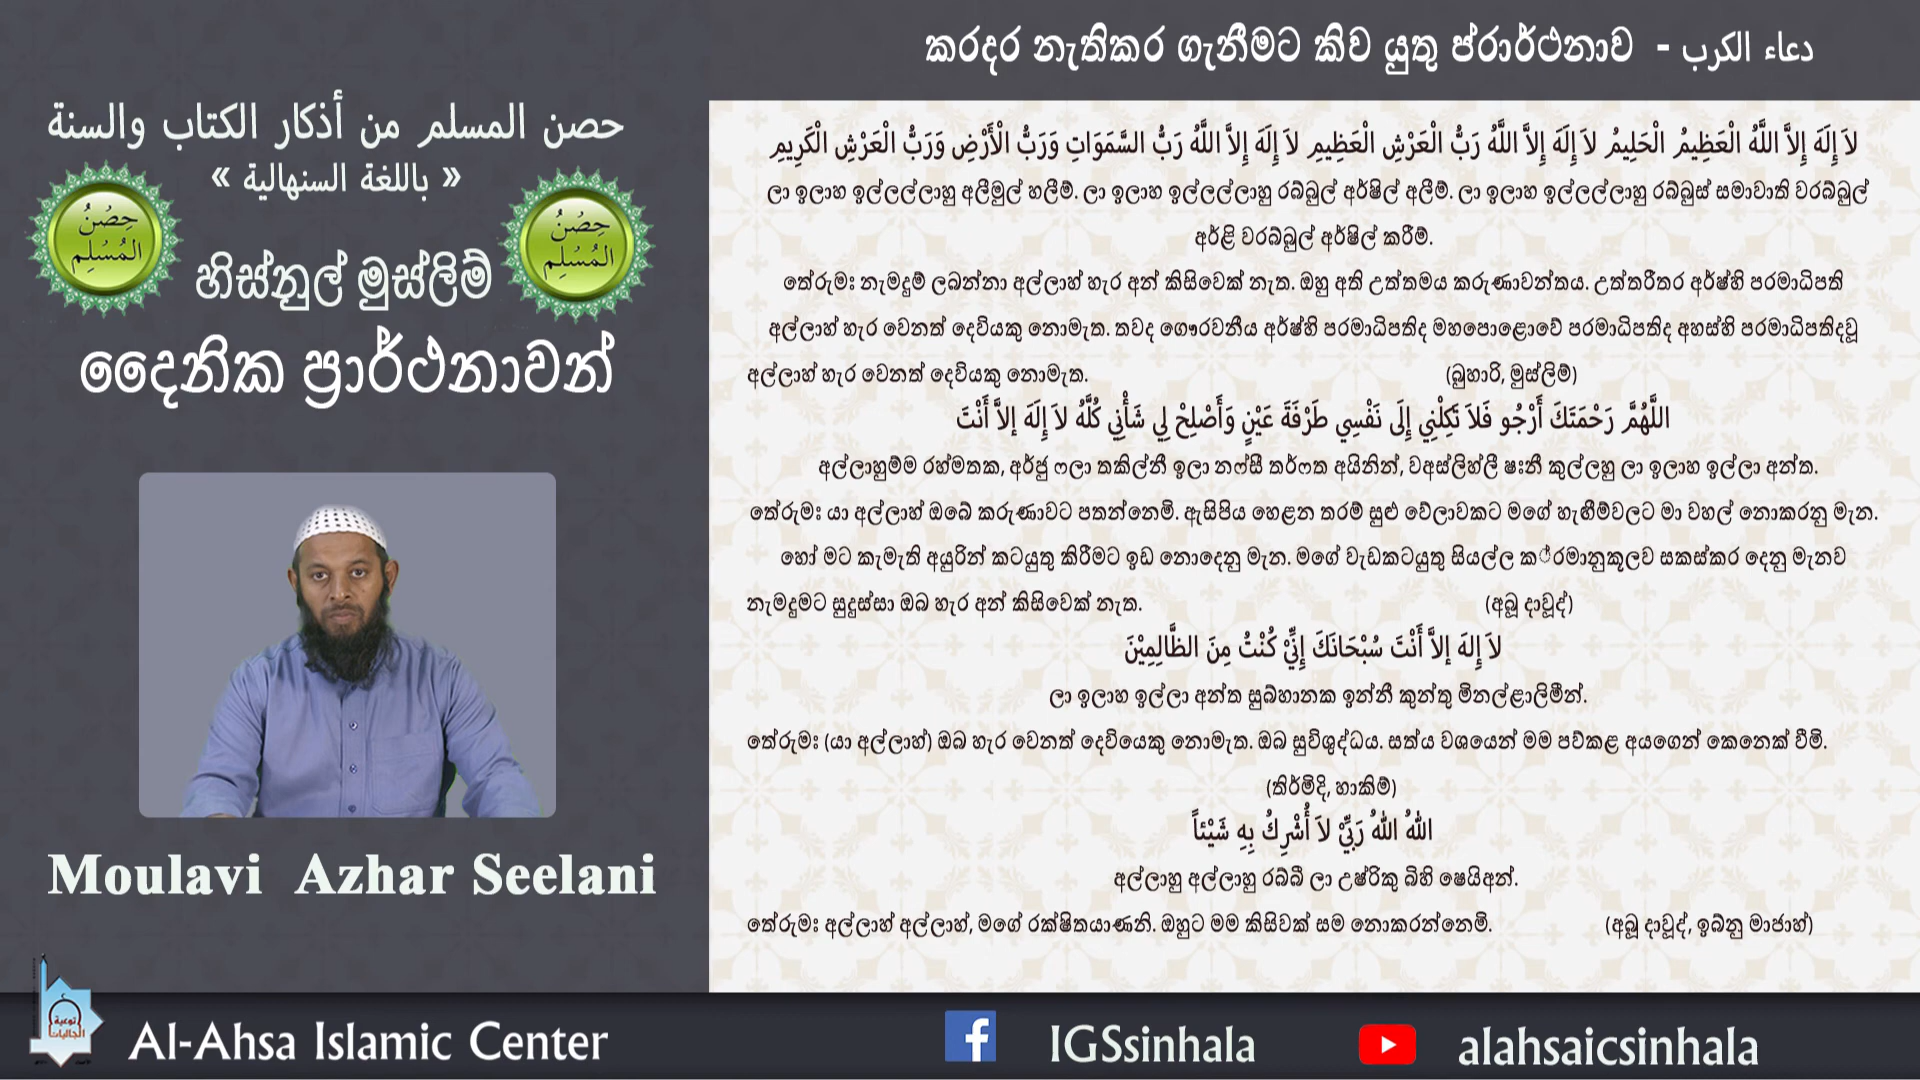 دعاء الكرب - කරදර නැතිකර ගැනීමට කිව යුතු ප්රාර්ථනාව
حصن المسلم من أذكار الكتاب والسنة
« باللغة السنهالية »
حِصْنُ المُسْلِم
حِصْنُ المُسْلِم
හිස්නුල් මුස්ලිම්
දෛනික ප්‍රාර්ථනාවන්
Moulavi Azhar Seelani
لاَ إِلَهَ إِلاَّ اللَّهُ الْعَظِيمُ الْحَلِيمُ لاَ إِلَهَ إِلاَّ اللَّهُ رَبُّ الْعَرْشِ الْعَظِيمِ لاَ إِلَهَ إِلاَّ اللَّهُ رَبُّ السَّمَوَاتِ وَرَبُّ الْأَرْضِ وَرَبُّ الْعَرْشِ الْكَرِيمِ
ලා ඉලාහ ඉල්ලල්ලාහු අලීමුල් හලීම්. ලා ඉලාහ ඉල්ලල්ලාහු රබ්බුල් අර්ෂිල් අලීම්. ලා ඉලාහ ඉල්ලල්ලාහු රබ්බුස් සමාවාති වරබ්බුල්
අර්ළි වරබ්බුල් අර්ෂිල් කරීම්.
තේරුමඃ නැමදුම් ලබන්නා අල්ලාහ් හැර අන් කිසිවෙක් නැත. ඔහු අති උත්තමය කරුණාවන්තය. උත්තරීතර අර්ෂ්හි පරමාධිපති
අල්ලාහ් හැර වෙනත් දෙවියකු නොමැත. තවද ගෞරවනීය අර්ෂ්හි පරමාධිපතිද මහපොළොවේ පරමාධිපතිද අහස්හි පරමාධිපතිදවූ
අල්ලාහ් හැර වෙනත් දෙවියකු නොමැත. (බුහාරි, මුස්ලිම්)
اللَّهُمَّ رَحْمَتَكَ أَرْجُو فَلاَ تَكِلْنِي إِلَى نَفْسِي طَرْفَةَ عَيْنٍ وَأَصْلِحْ لِي شَأْنِي كُلَّهُ لاَ إِلَهَ إلاَّ أَنْتَ
අල්ලාහුම්ම රහ්මතක, අර්ජු ෆලා තකිල්නී ඉලා නෆ්සී තර්ෆත අයිනින්, වඅස්ලිහ්ලී ෂඃනී කුල්ලහු ලා ඉලාහ ඉල්ලා අන්ත.
තේරුමඃ යා අල්ලාහ් ඔබේ කරුණාවට පතන්නෙමි. ඇසිපිය හෙළන තරම් සුළු වේලාවකට මගේ හැඟීම්වලට මා වහල් නොකරනු මැන.
හෝ මට කැමැති අයුරින් කටයුතු කිරීමට ඉඩ නොදෙනු මැන. මගේ වැඩකටයුතු සියල්ල ක‍්‍රමානුකූලව සකස්කර දෙනු මැනව
නැමදුමට සුදුස්සා ඔබ හැර අන් කිසිවෙක් නැත. (අබූ දාවූද්)
لاَ إِلهَ إلاَّ أَنْتَ سُبْحَانَكَ إِنِّيْ كُنْتُ مِنَ الظَّالِمِيْنَ
ලා ඉලාහ ඉල්ලා අන්ත සුබ්හානක ඉන්නී කුන්තු මිනල්ළාලිමීන්.
තේරුමඃ (යා අල්ලාහ්) ඔබ හැර වෙනත් දෙවියෙකු නොමැත. ඔබ සුවිශුද්ධය. සත්ය වශයෙන් මම පව්කළ අයගෙන් කෙනෙක් වීමි.
(තිර්මිදි, හාකිම්)
اللهُ اللهُ رَبِّيْ لاَ أُشْرِكُ بِهِ شَيْئاً
අල්ලාහු අල්ලාහු රබ්බී ලා උෂ්රිකු බිහි ෂෙයිඅන්.
තේරුමඃ අල්ලාහ් අල්ලාහ්, මගේ රක්ෂිතයාණනි. ඔහුට මම කිසිවක් සම නොකරන්නෙමි. (අබූ දාවූද්, ඉබ්නු මාජාහ්)
توعية الجاليات
Al-Ahsa Islamic Center
IGSsinhala
alahsaicsinhala